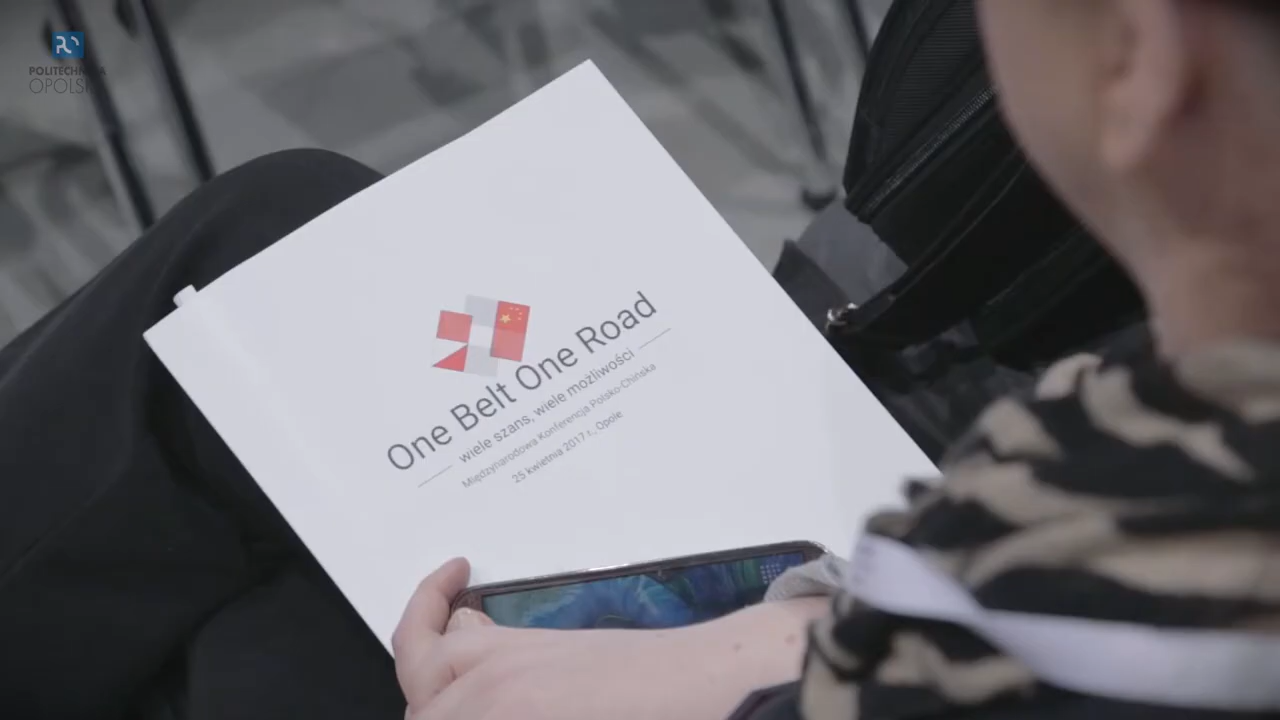 POLITECHNIKA
OPOLSKA
One Belt One Road
wiele szans, wiele możliwości
Międzynarodowa Konferencja Polsko-Chińska
25 kwietnia 2017 r., Opole